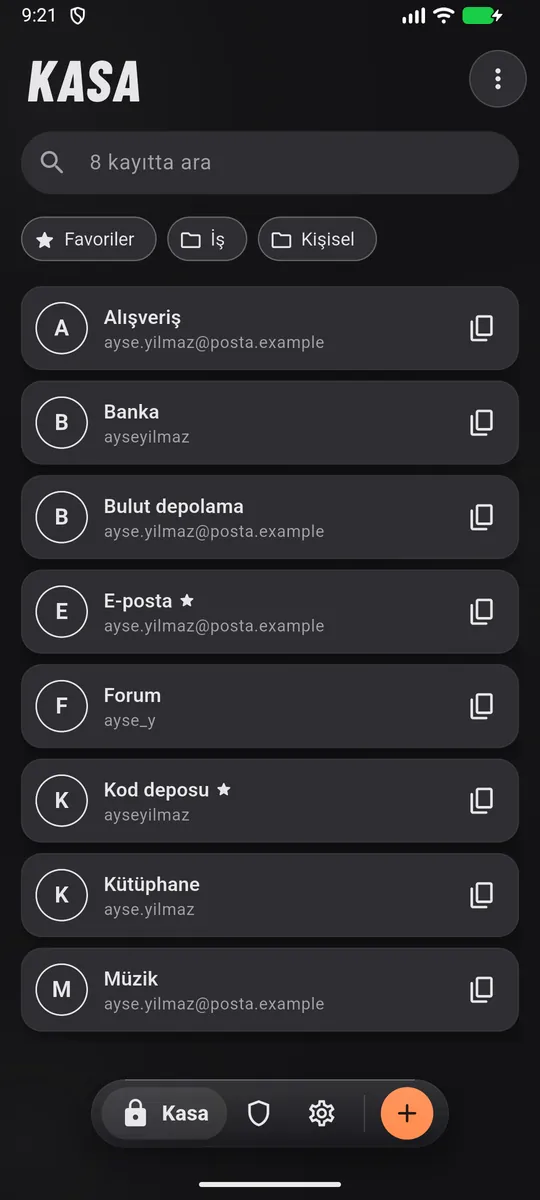 9:21
KASA
8 kayıtta ara
Favoriler
İş
Kişisel
A
Alışveriş
ayse.yilmaz@posta.example
B
Banka
ayseyilmaz
B
Bulut depolama
ayse.yilmaz@posta.example
E
E-posta
ayse.yilmaz@posta.example
F
Forum
ayse_y
K
Kod deposu
ayseyilmaz
K
Kütüphane
ayse.yilmaz
M
Müzik
ayse.yilmaz@posta.example
Kasa